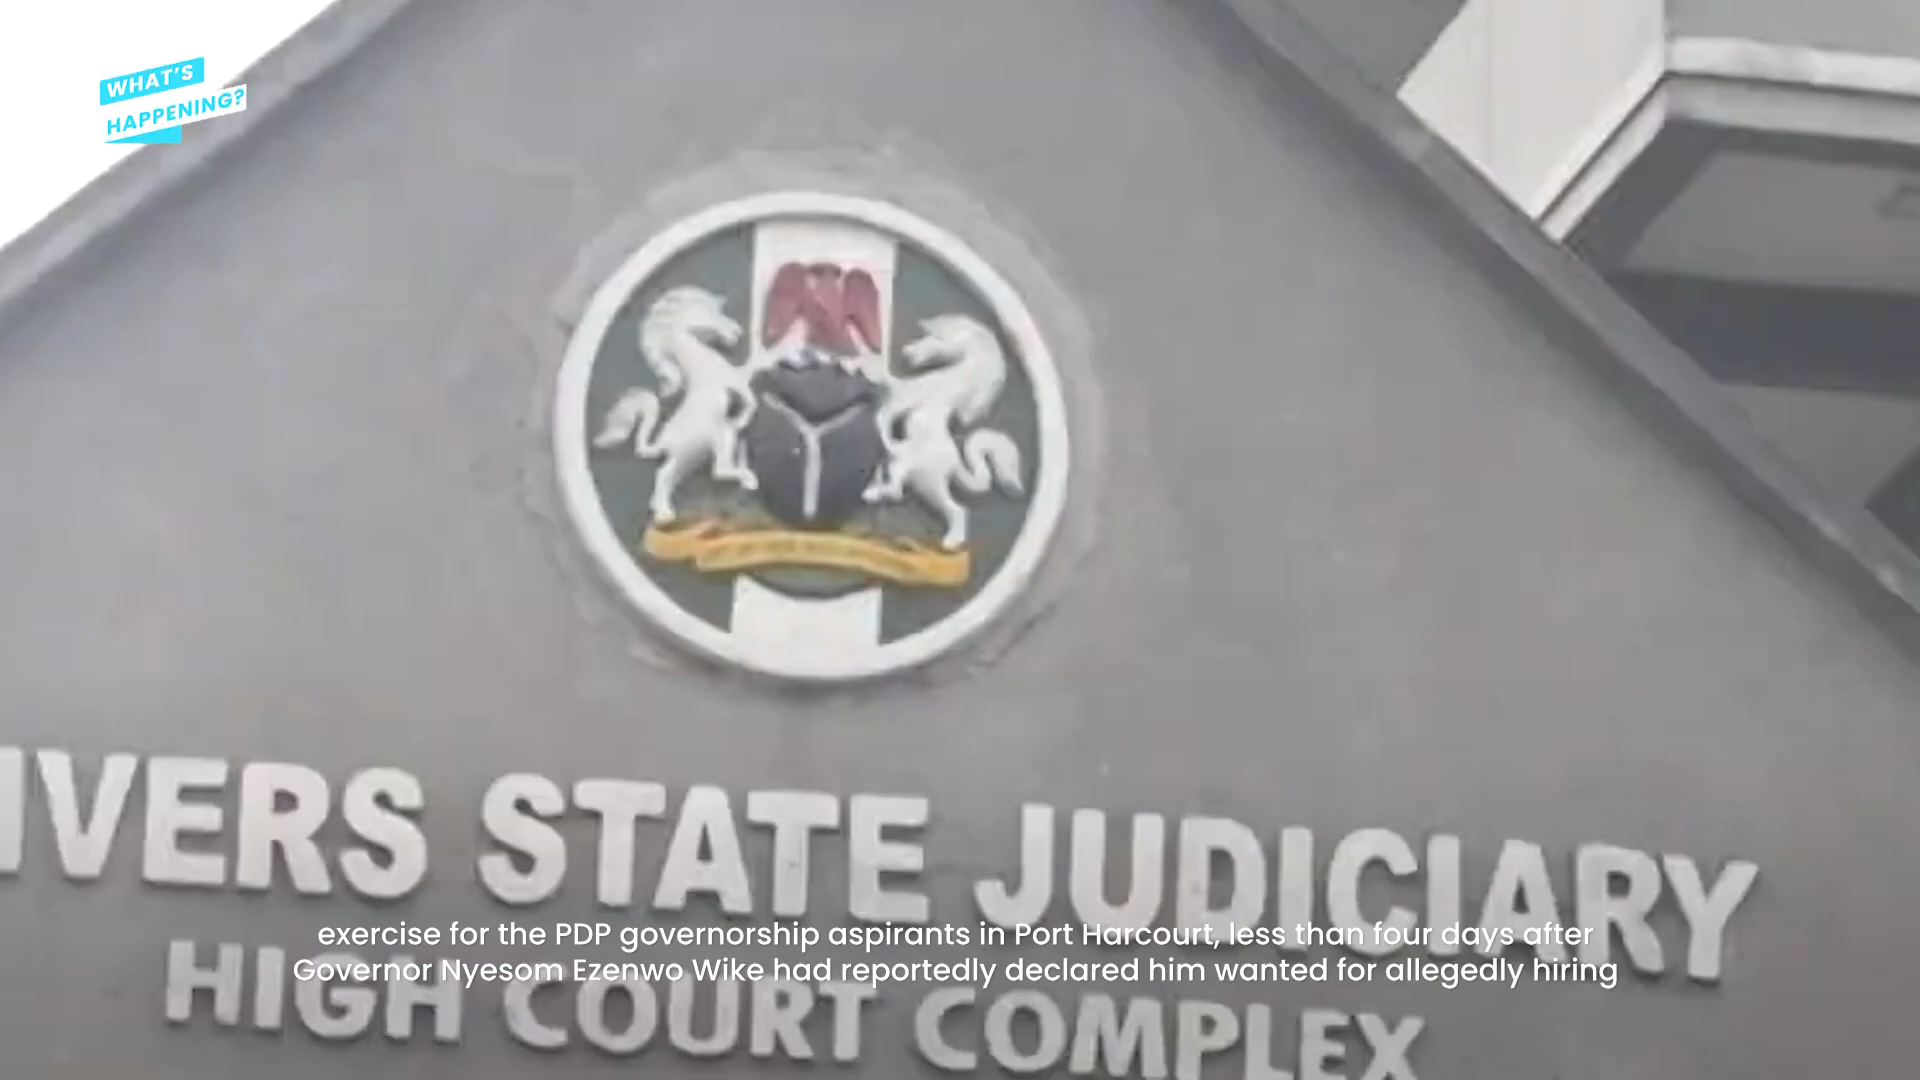 WHAT'S
HAPPENING?
IVERS STATE JUDICIARY
HIGH COURT COMPLEX
exercise for the PDP governorship aspirants in Port Harcourt, less than four days after
Governor Nyesom Ezenwo Wike had reportedly declared him wanted for allegedly hiring